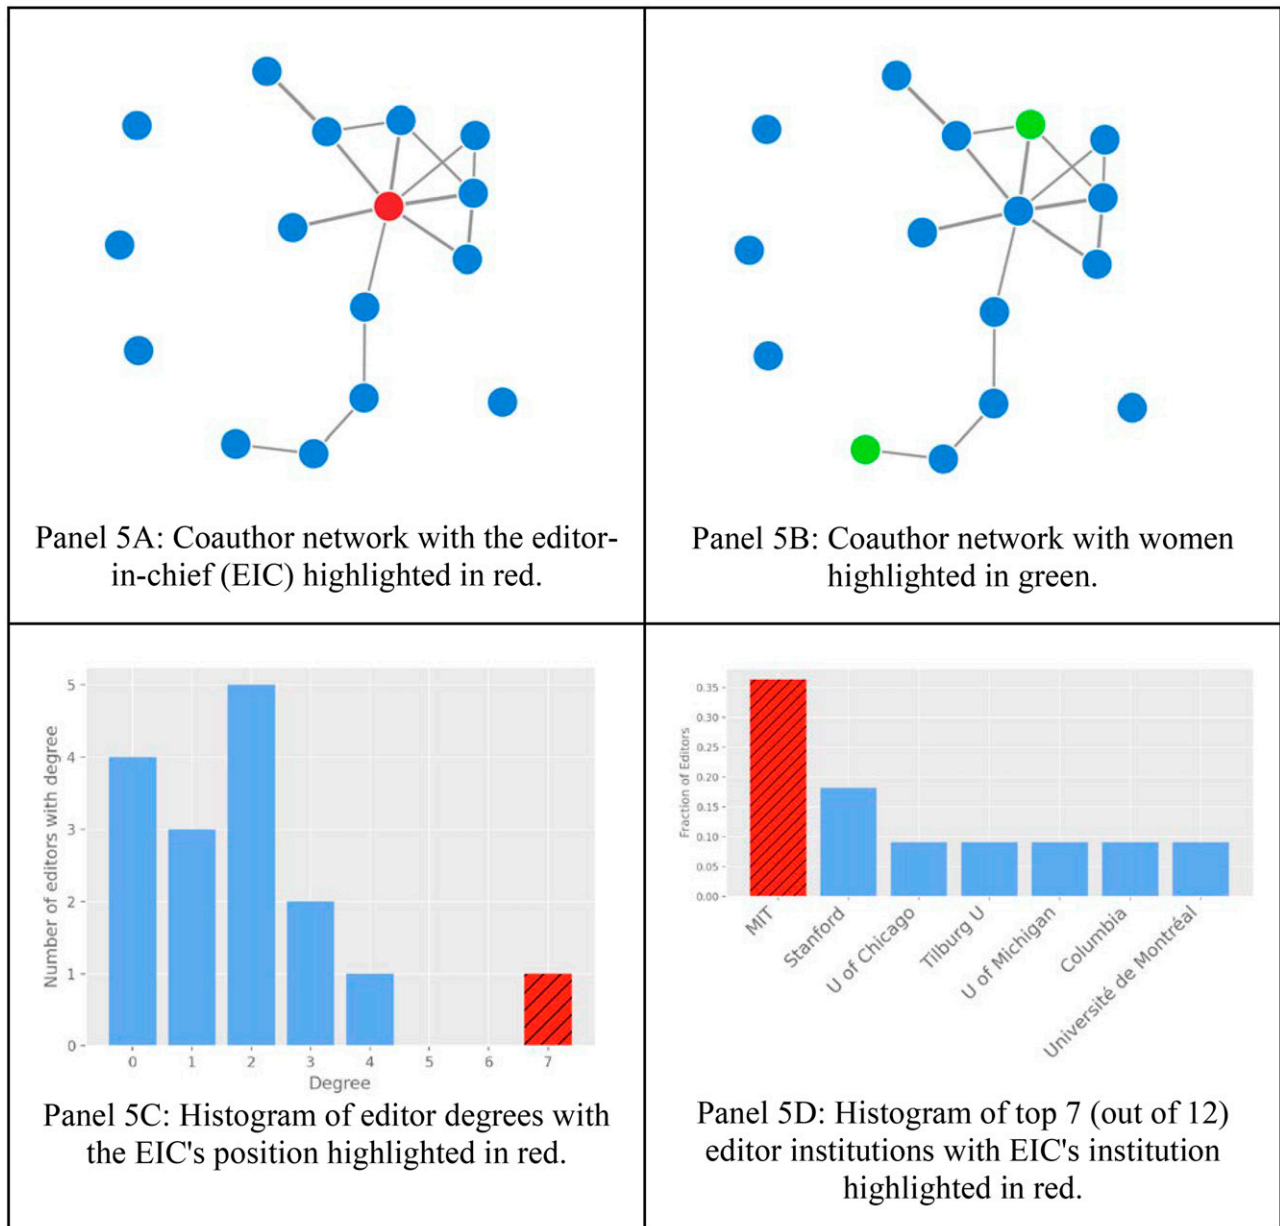 Panel 5A: Coauthor network with the editor-
in-chief (EIC) highlighted in red.
Panel 5B: Coauthor network with women
highlighted in green.
Number of editors with degree
5
4
3
2
1
0
0 1 2 3 4 5 6 7
Degree
Panel 5C: Histogram of editor degrees with
the EIC's position highlighted in red.
Fraction of Editors
0.35
0.30
0.25
0.20
0.15
0.10
0.05
0.00
MIT
Stanford
U of Chicago
Tilburg U
U of Michigan
Columbia
Université de Montréal
Panel 5D: Histogram of top 7 (out of 12)
editor institutions with EIC's institution
highlighted in red.